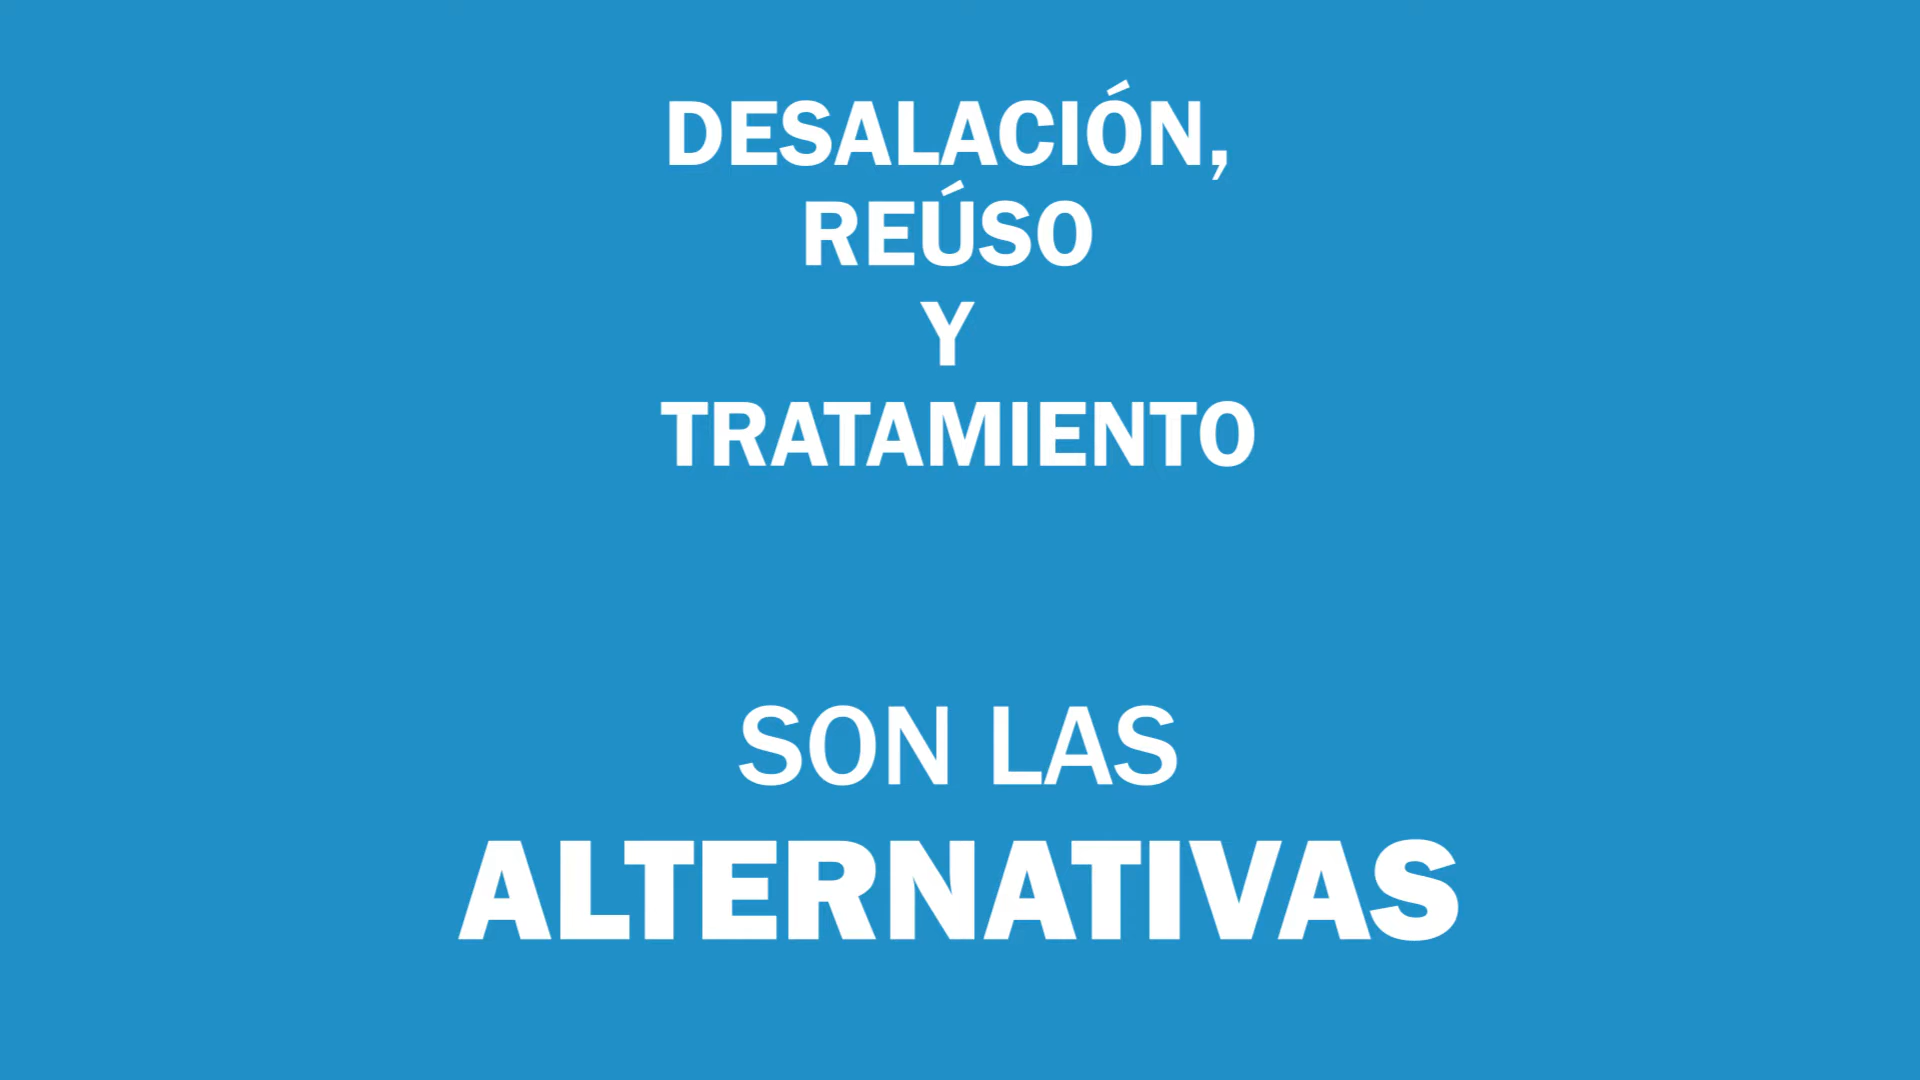 DESALACIÓN,
REÚSO
Y
TRATAMIENTO
SON LAS
ALTERNATIVAS